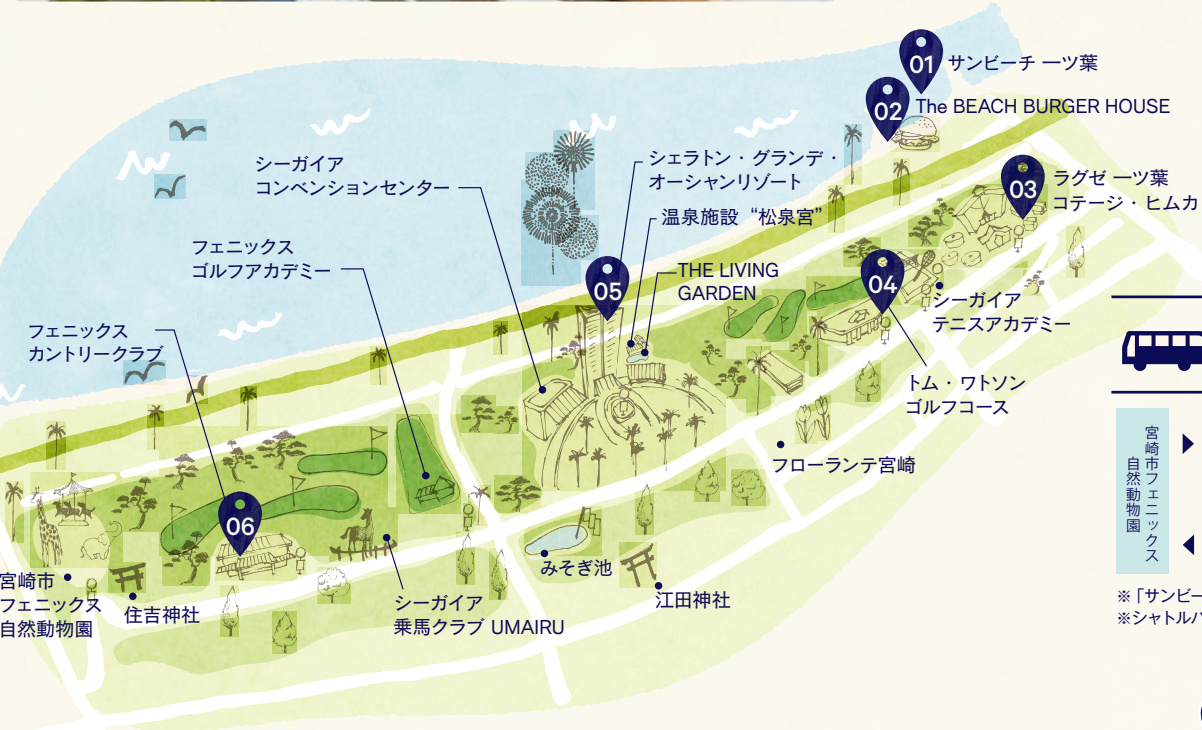 01
サンビーチ 一ツ葉
02
The BEACH BURGER HOUSE
03
ラグゼ 一ツ葉
コテージ・ヒムカ
シーガイア
コンベンションセンター
シェラトン・グランデ・
オーシャンリゾート
温泉施設 “松泉宮”
THE LIVING
GARDEN
フェニックス
ゴルフアカデミー
05
04
シーガイア
テニスアカデミー
フェニックス
カントリークラブ
トム・ワトソン
ゴルフコース
フローランテ宮崎
06
みそぎ池
江田神社
シーガイア
乗馬クラブ UMAIRU
住吉神社
宮崎市
フェニックス
自然動物園
宮崎市フェニックス
自然動物園
※「サンビー
※シャトルバ